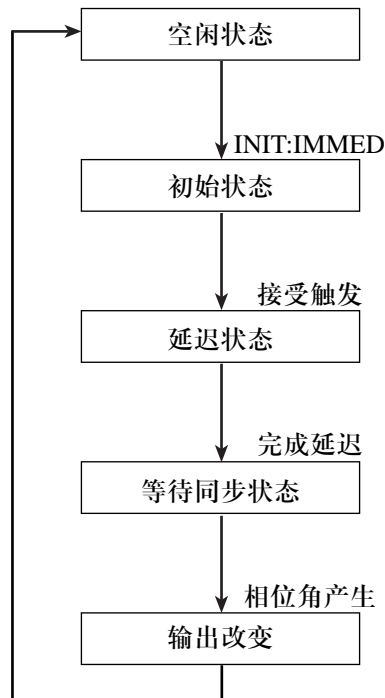 空闲状态
INIT:IMMED
初始状态
接受触发
延迟状态
完成延迟
等待同步状态
相位角产生
输出改变